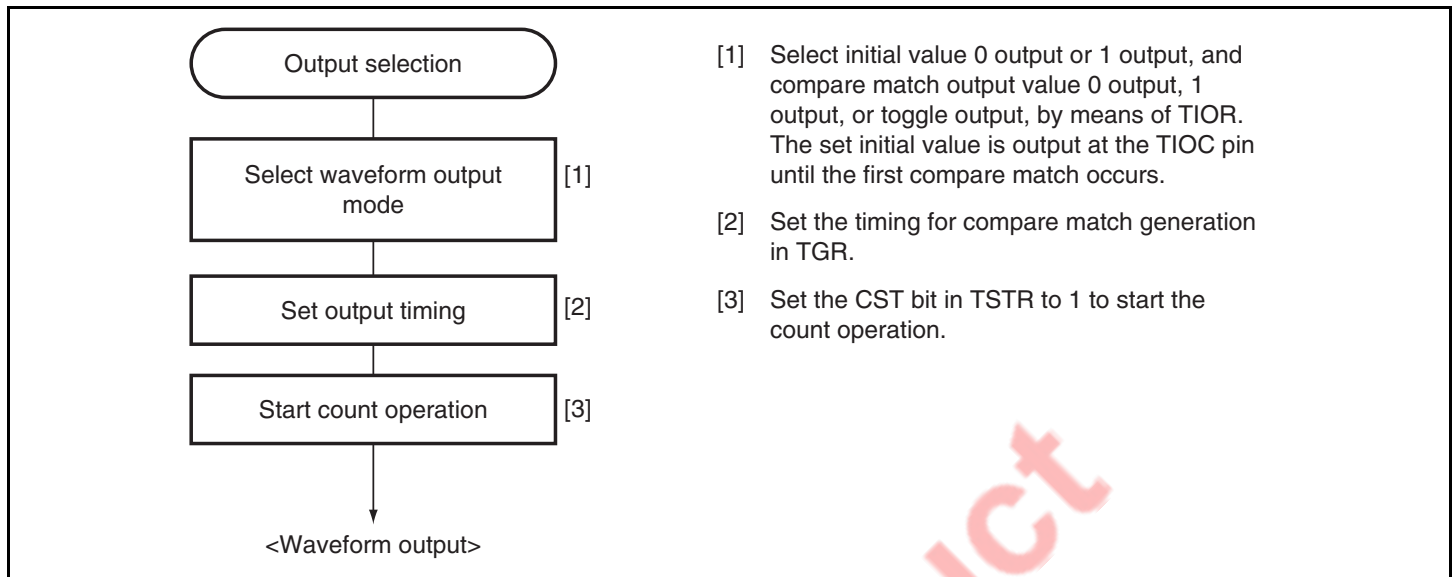 Output selection
Select waveform output
mode
[1]
Set output timing
[2]
Start count operation
[3]
<Waveform output>
[1] Select initial value 0 output or 1 output, and
compare match output value 0 output, 1
output, or toggle output, by means of TIOR.
The set initial value is output at the TIOC pin
until the first compare match occurs.
[2] Set the timing for compare match generation
in TGR.
[3] Set the CST bit in TSTR to 1 to start the
count operation.
uct